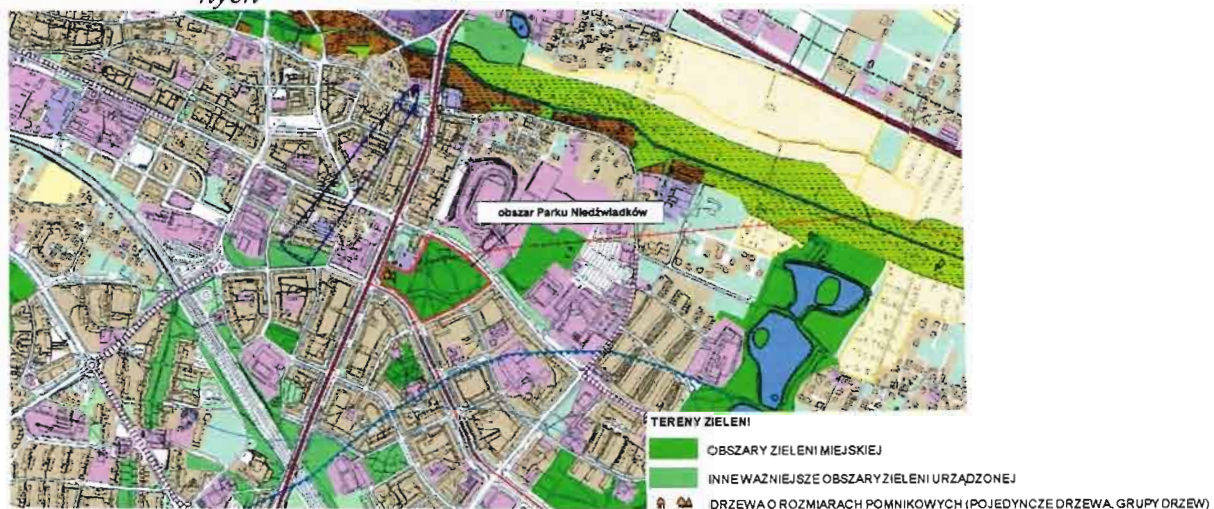 nych
obszar Parku Niedźwiadków
TERENY ZIELENI
OBSZARY ZIELENI MIEJSKIEJ
INNE WAŻNIEJSZE OBSZARY ZIELENI URZĄDZONEJ
DRZEWA O ROZMIARACH POMNIKOWYCH (POJEDYNCZE DRZEWA, GRUPY DRZEW)